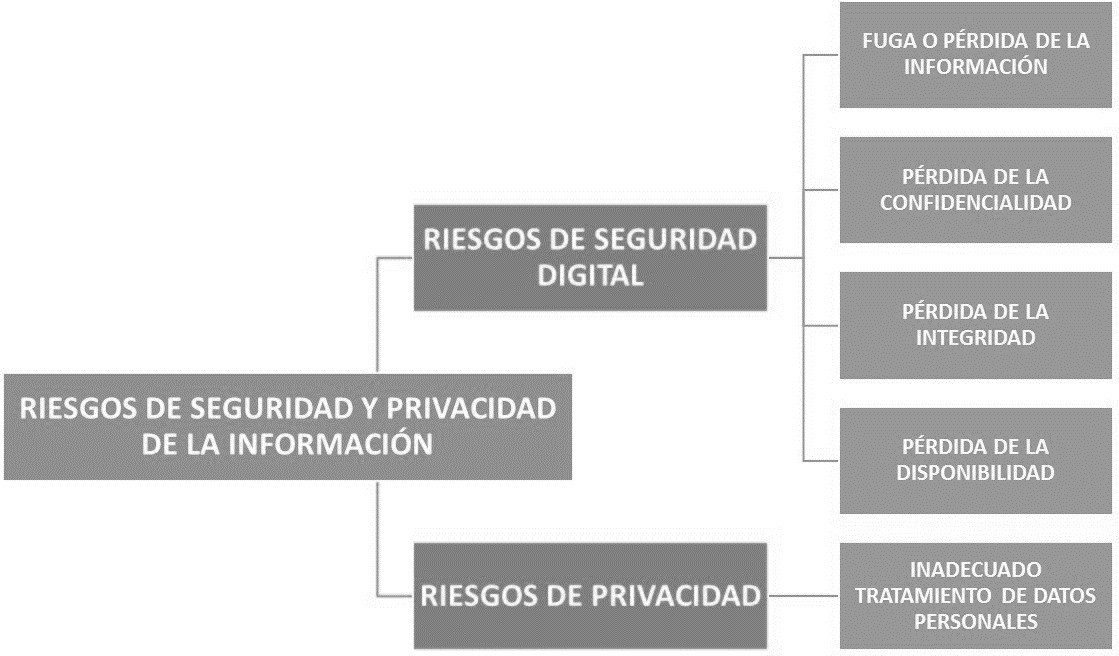 FUGA O PÉRDIDA DE LA
INFORMACIÓN
PÉRDIDA DE LA
CONFIDENCIALIDAD
RIESGOS DE SEGURIDAD
DIGITAL
PÉRDIDA DE LA
INTEGRIDAD
RIESGOS DE SEGURIDAD Y PRIVACIDAD
DE LA INFORMACIÓN
PÉRDIDA DE LA
DISPONIBILIDAD
RIESGOS DE PRIVACIDAD
INADECUADO
TRATAMIENTO DE DATOS
PERSONALES